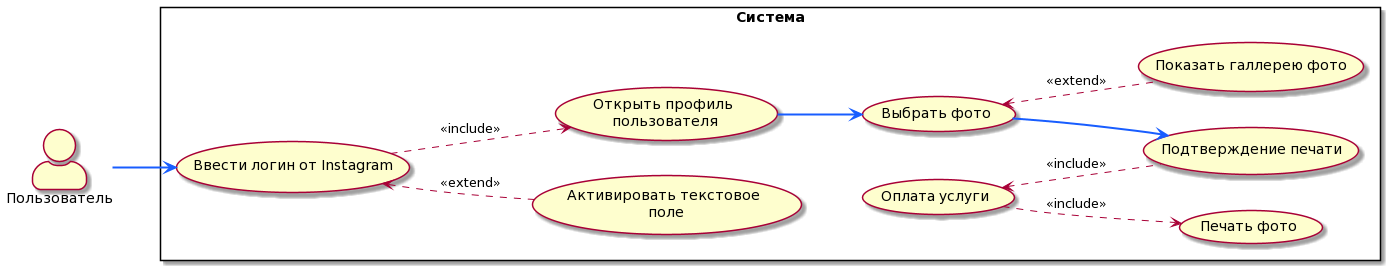 Система
Пользователь
Ввести логин от Instagram
«include»
«extend»
Открыть профиль
пользователя
Активировать текстовое
поле
Выбрать фото
Оплата услуги
«extend»
«include»
«include»
Показать галлерею фото
Подтверждение печати
Печать фото